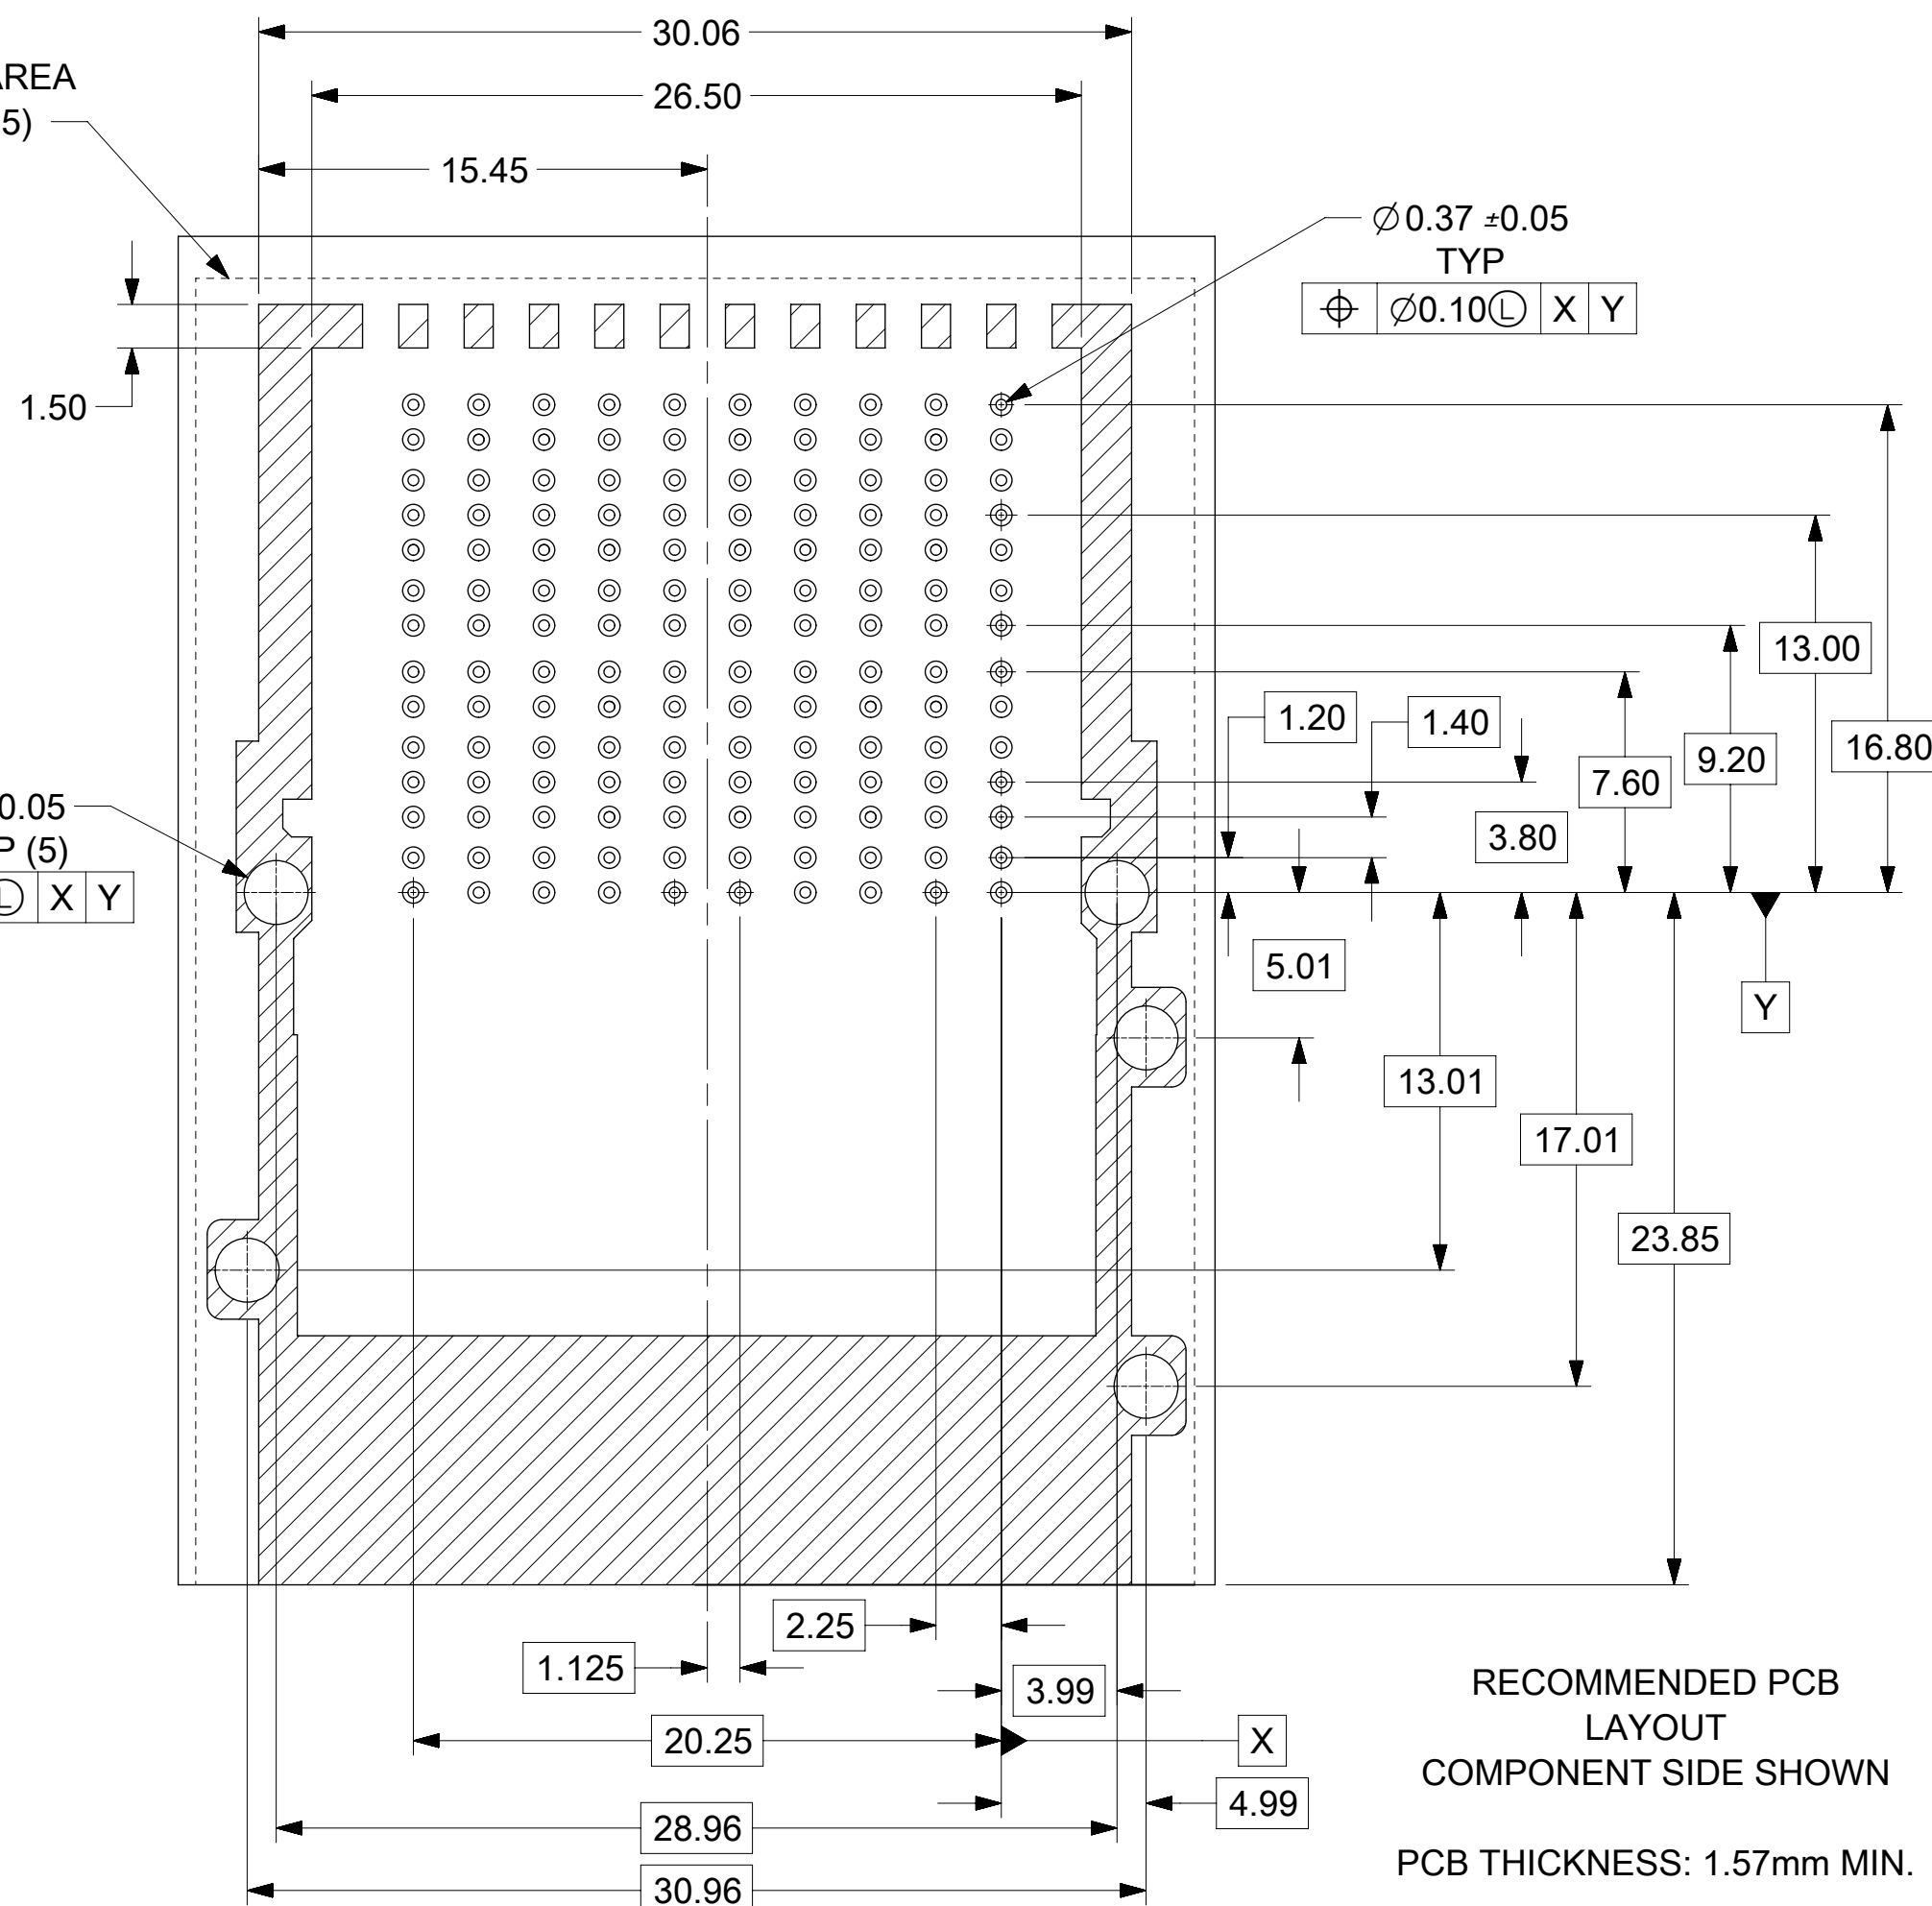 30.06
26.50
15.45
5)
Ø0.37 ±0.05
TYP
⌖ Ø0.10Ⓛ X Y
1.50
13.00
16.80
1.20
1.40
9.20
7.60
3.80
0.05
(5)
Ⓛ X Y
5.01
Y
13.01
17.01
23.85
2.25
1.125
3.99
20.25
X
4.99
28.96
30.96
RECOMMENDED PCB
LAYOUT
COMPONENT SIDE SHOWN
PCB THICKNESS: 1.57mm MIN.